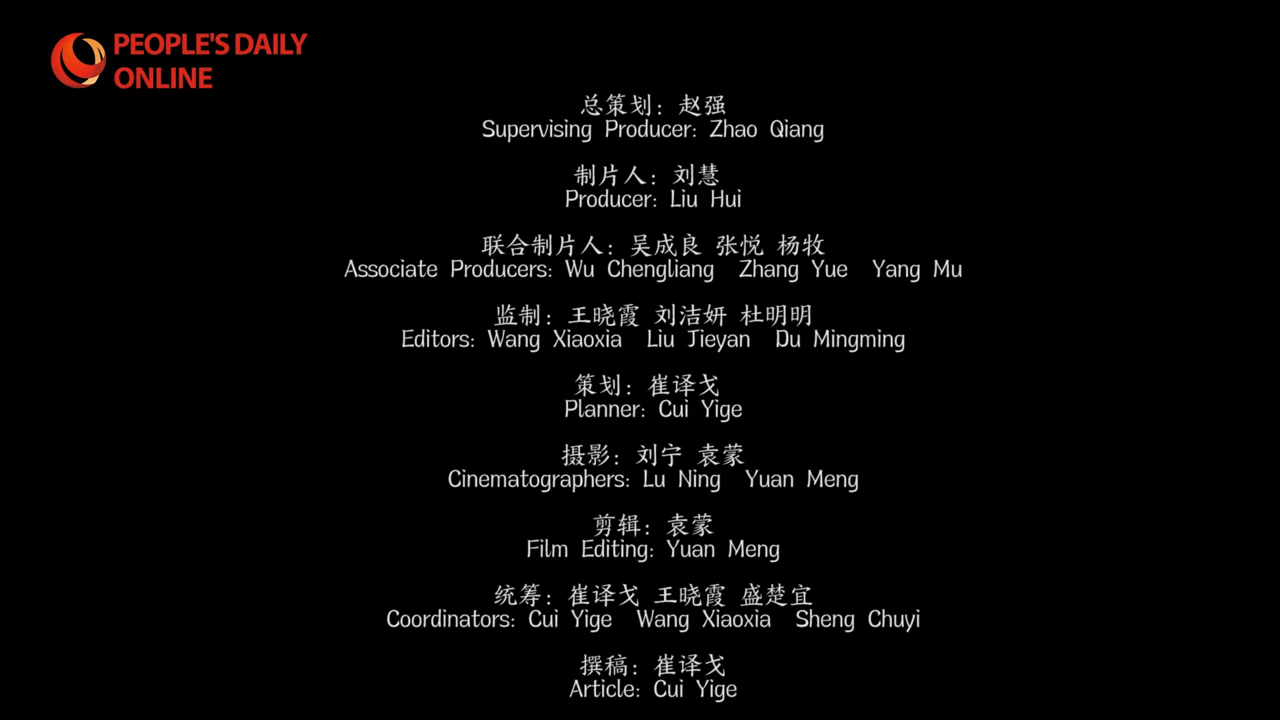 PEOPLE'S DAILY
ONLINE
总策划：赵强
Supervising Producer: Zhao Qiang
制片人：刘慧
Producer: Liu Hui
联合制片人：吴成良 张悦 杨牧
Associate Producers: Wu Chengliang Zhang Yue Yang Mu
监制：王晓霞 刘洁妍 杜明明
Editors: Wang Xiaoxia Liu Jieyan Du Mingming
策划：崔译戈
Planner: Cui Yige
摄影：刘宁 袁蒙
Cinematographers: Lu Ning Yuan Meng
剪辑：袁蒙
Film Editing: Yuan Meng
统筹：崔译戈 王晓霞 盛楚宜
Coordinators: Cui Yige Wang Xiaoxia Sheng Chuyi
撰稿：崔译戈
Article: Cui Yige